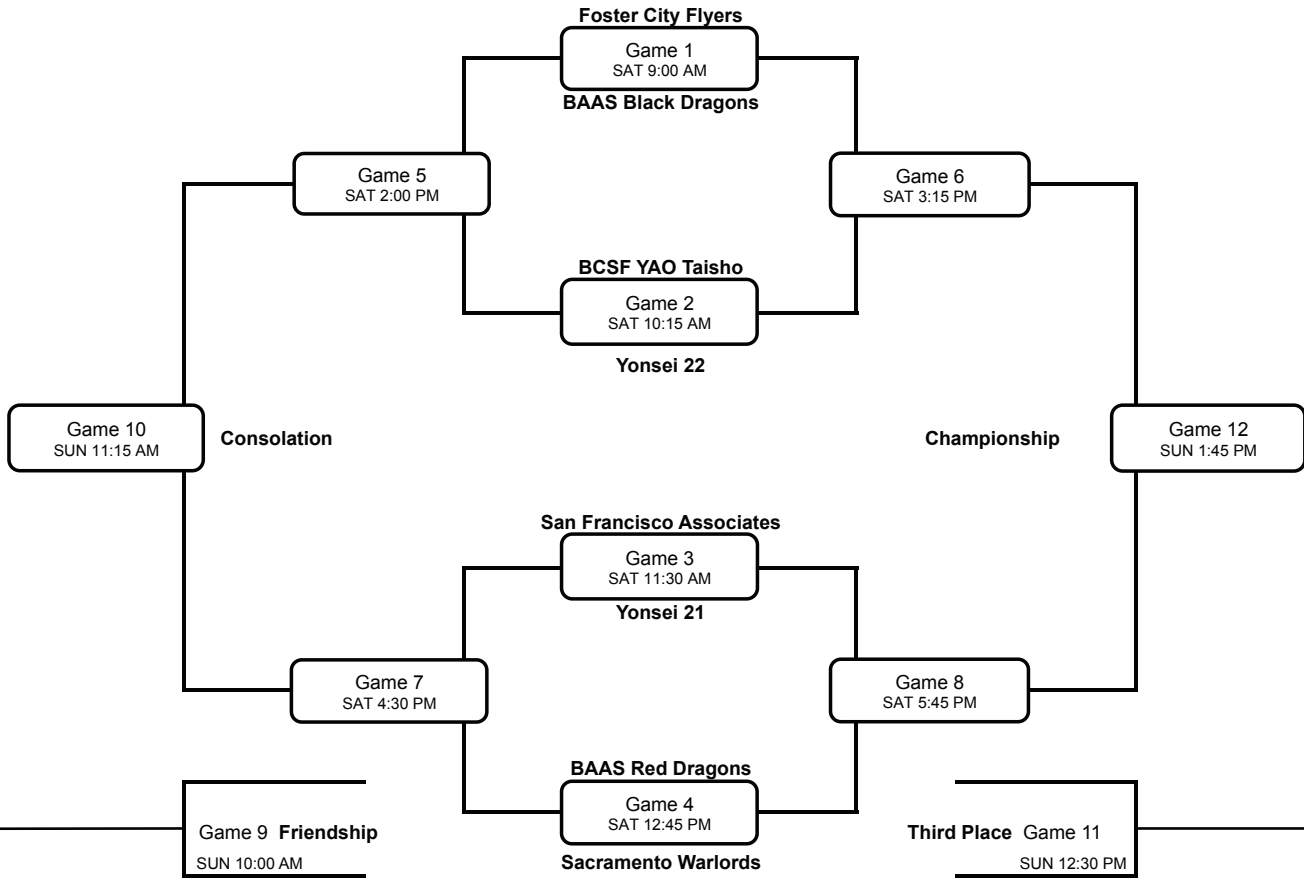 Foster City Flyers
Game 1
SAT 9:00 AM
BAAS Black Dragons
Game 5
SAT 2:00 PM
Game 6
SAT 3:15 PM
BCSF YAO Taisho
Game 2
SAT 10:15 AM
Yonsei 22
Game 10
SUN 11:15 AM
Consolation
Championship
Game 12
SUN 1:45 PM
San Francisco Associates
Game 3
SAT 11:30 AM
Yonsei 21
Game 7
SAT 4:30 PM
Game 8
SAT 5:45 PM
BAAS Red Dragons
Game 4
SAT 12:45 PM
Sacramento Warlords
Game 9 Friendship
SUN 10:00 AM
Third Place Game 11
SUN 12:30 PM